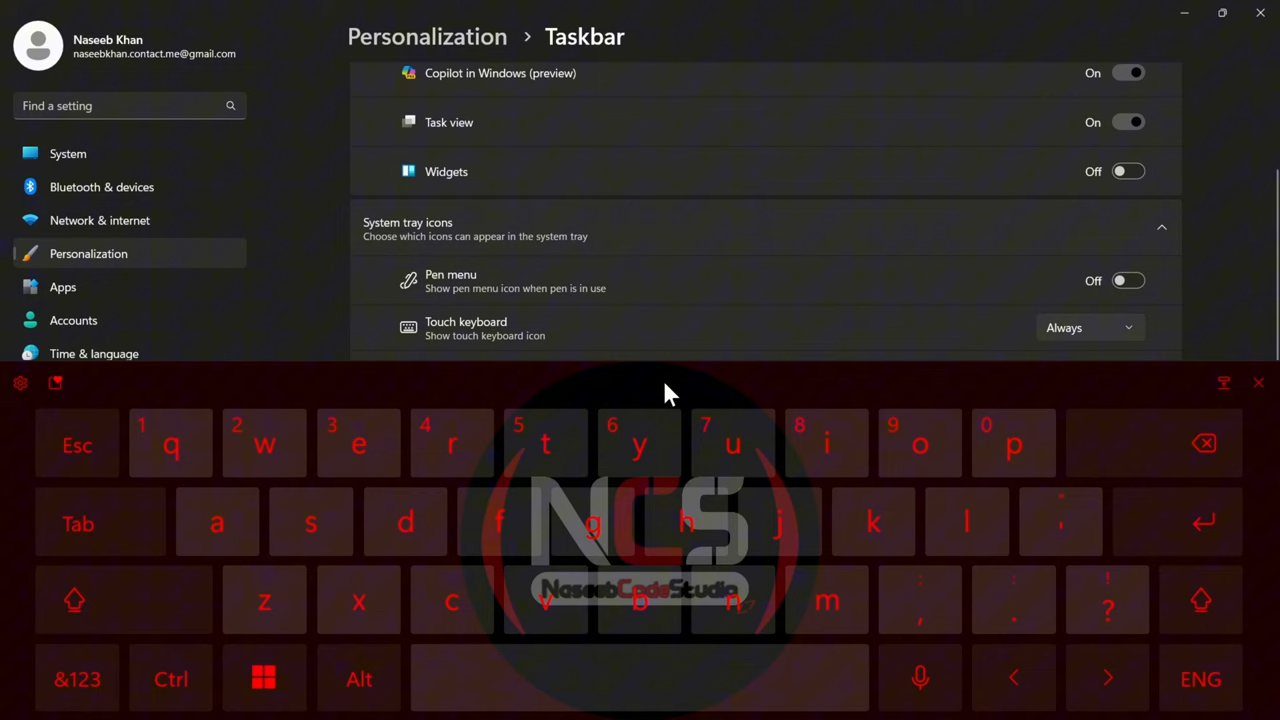 Naseeb Khan
naseebkhan.contact.me@gmail.com
Find a setting
System
Bluetooth & devices
Network & internet
Personalization
Apps
Accounts
Time & language
Personalization > Taskbar
Copilot in Windows (preview) On
Task view On
Widgets Off
System tray icons
Choose which icons can appear in the system tray
Pen menu
Show pen menu icon when pen is in use
Off
Touch keyboard
Show touch keyboard icon
Always
Esc 1 q 2 w 3 e 4 r 5 t 6 y 7 u 8 i 9 o 0 p
Tab a s d f g h j k l " '
z x c v b n m ; , : . ! ?
&123 Ctrl Alt < > ENG
NCS
NaseebCodeStudio